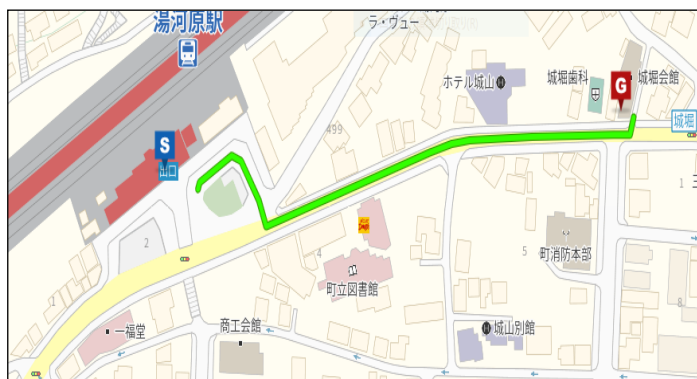 湯河原駅
ラ・ヴュー
ホテル城山
城堀歯科
G
城堀会館
城堀
499
S
出口
1
2
4
5
町消防本部
町立図書館
8
1
一福堂
商工会館
城山別館